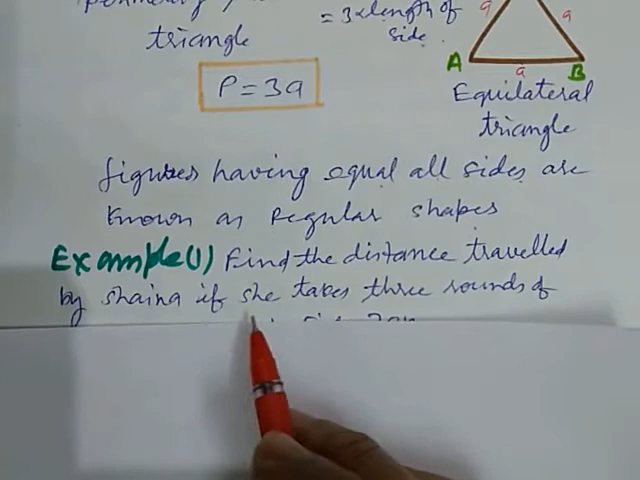 = 3 x length of
side
triangle
P = 3a
a
a
a
A
B
Equilateral
triangle
figures having equal all sides are
known as Regular shapes
Example(1) Find the distance travelled
by shaina if she takes three rounds of